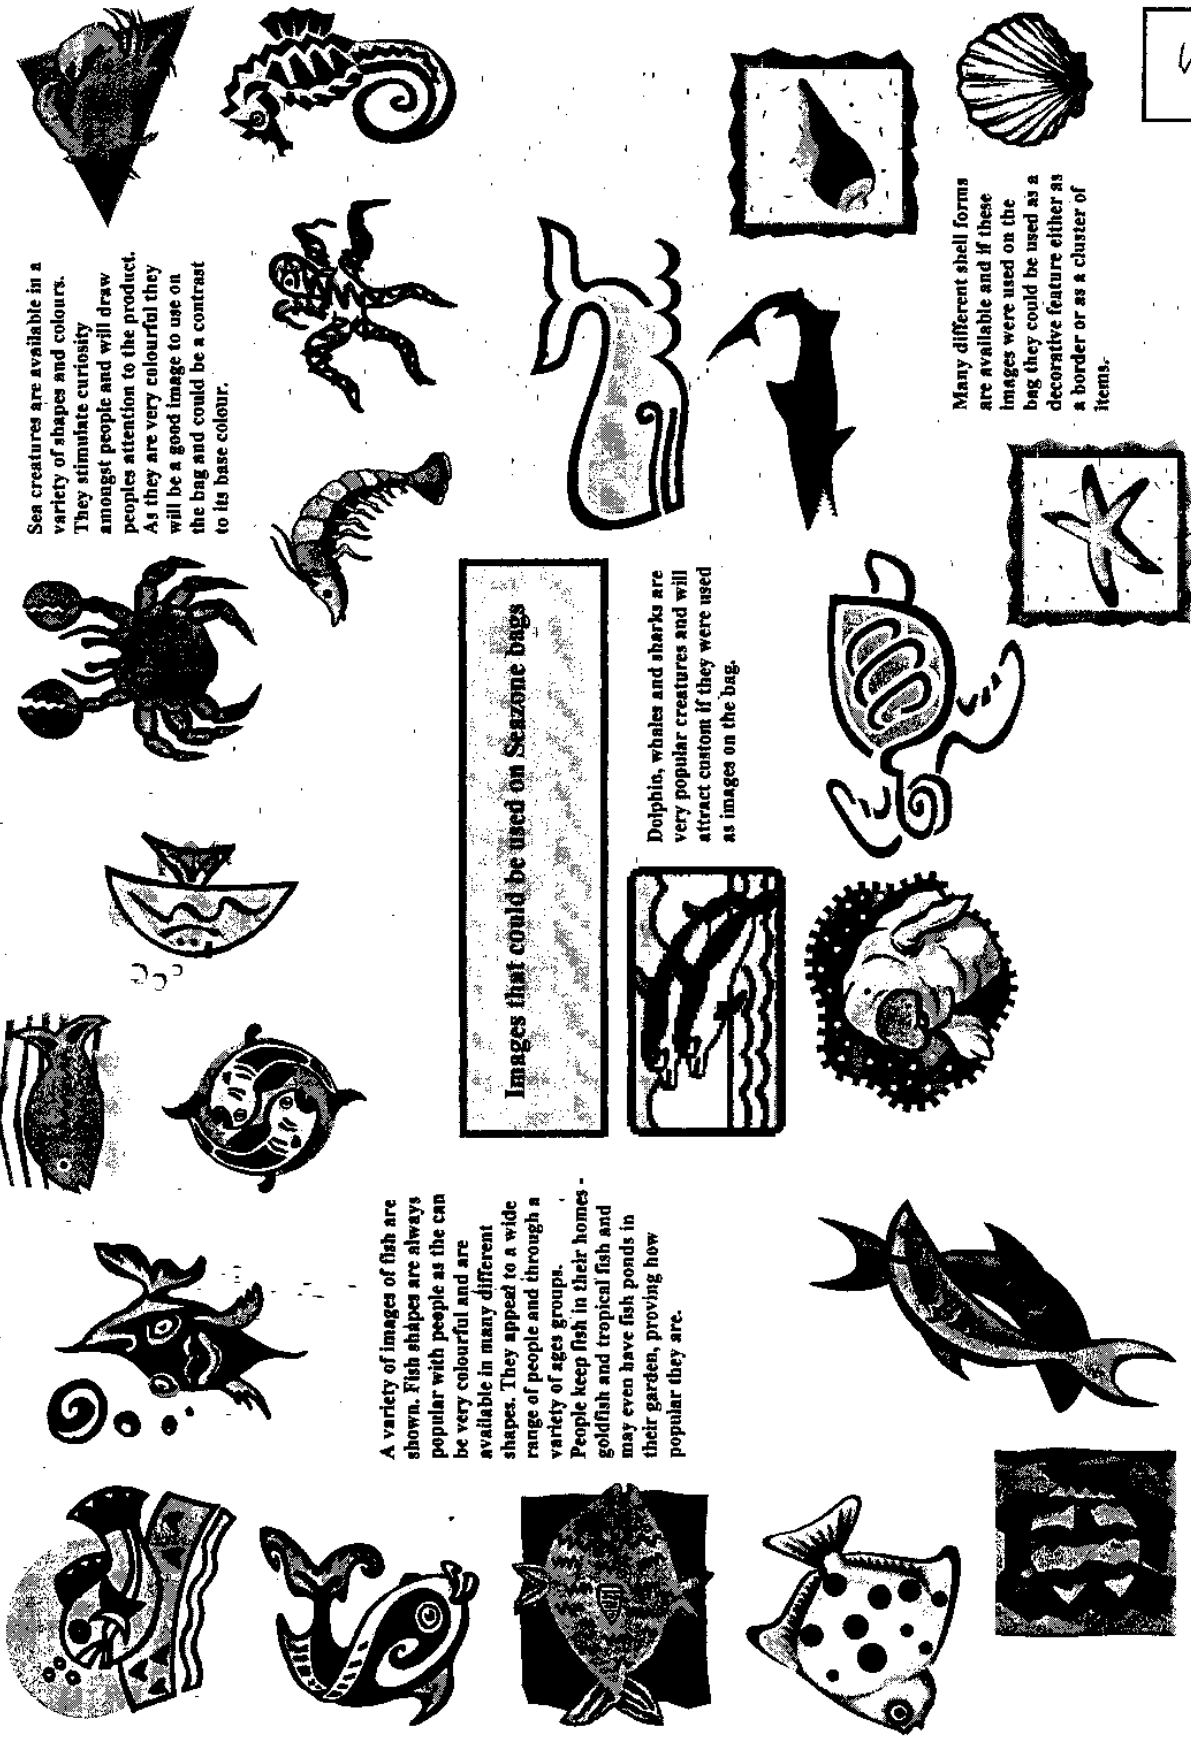 A variety of images of fish are
shown. Fish shapes are always
popular with people as the can
be very colourful and are
available in many different
shapes. They appeal to a wide
range of people and through a
variety of ages groups.
People keep fish in their homes -
goldfish and tropical fish and
may even have fish ponds in
their garden, proving how
popular they are.
Sea creatures are available in a
variety of shapes and colours.
They stimulate curiosity
amongst people and will draw
peoples attention to the product.
As they are very colourful they
will be a good image to use on
the bag and could be a contrast
to its base colour.
Images that could be used on Seazone bags
Dolphin, whales and sharks are
very popular creatures and will
attract custom if they were used
as images on the bag.
Many different shell forms
are available and if these
images were used on the
bag they could be used as a
decorative feature either as
a border or as a cluster of
items.